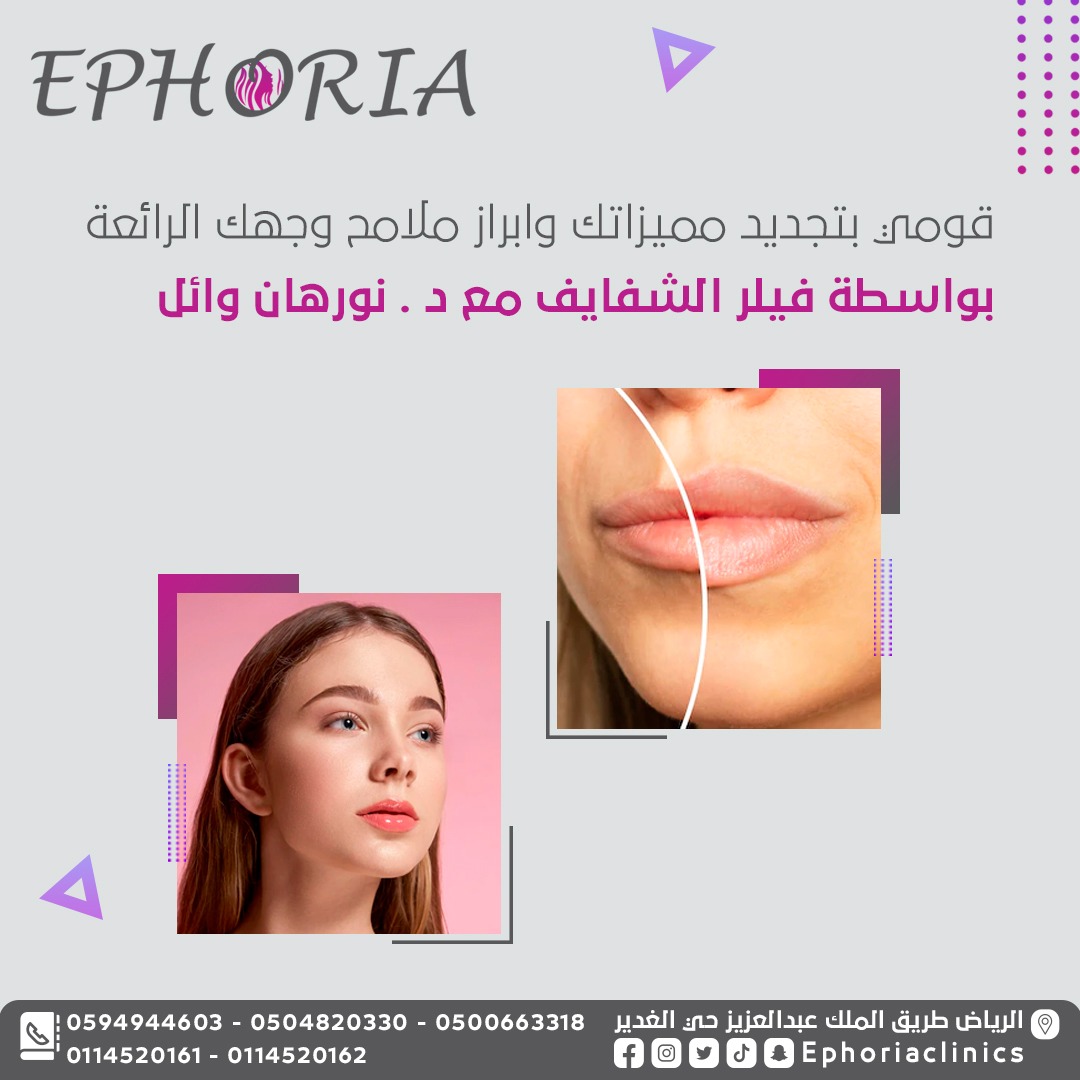 EPHORIA
قومي بتجديد مميزاتك وابراز ملامح وجهك الرائعة
بواسطة فيلر الشفايف مع د . نورهان وائل
الرياض طريق الملك عبدالعزيز حي الغدير
Ephoriaclinics
0594944603 - 0504820330 - 0500663318
0114520161 - 0114520162